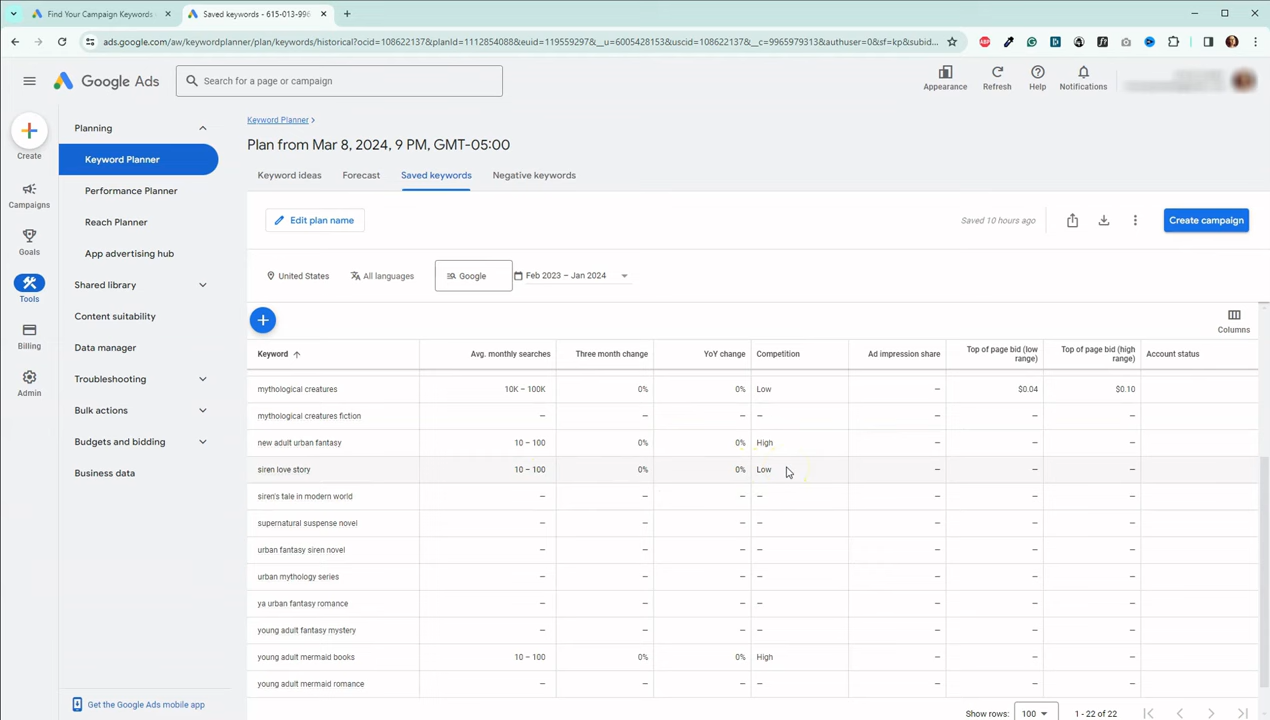 Find Your Campaign Keywords
Saved keywords - 615-013-996
ads.google.com/aw/keywordplanner/plan/keywords/historical?ocid=108622137&planId=1112854088&euid=119559297&__u=6005428153&uscid=108622137&__c=9965979313&authuser=0&sf=kp&subid...
Google Ads
Search for a page or campaign
Appearance
Refresh
Help
Notifications
Create
Campaigns
Goals
Tools
Billing
Admin
Planning
Keyword Planner
Performance Planner
Reach Planner
App advertising hub
Shared library
Content suitability
Data manager
Troubleshooting
Bulk actions
Budgets and bidding
Business data
Get the Google Ads mobile app
Keyword Planner
Plan from Mar 8, 2024, 9 PM, GMT-05:00
Keyword ideas Forecast Saved keywords Negative keywords
Edit plan name
Saved 10 hours ago
Create campaign
United States All languages Google Feb 2023 – Jan 2024
Columns
Keyword Avg. monthly searches Three month change YoY change Competition Ad impression share Top of page bid (low range) Top of page bid (high range) Account status
mythological creatures 10K – 100K 0% 0% Low – $0.04 $0.10
mythological creatures fiction – – – – – – –
new adult urban fantasy 10 – 100 0% 0% High – – –
siren love story 10 – 100 0% 0% Low – – –
siren's tale in modern world – – – – – – –
supernatural suspense novel – – – – – – –
urban fantasy siren novel – – – – – – –
urban mythology series – – – – – – –
ya urban fantasy romance – – – – – – –
young adult fantasy mystery – – – – – – –
young adult mermaid books 10 – 100 0% 0% High – – –
young adult mermaid romance – – – – – – –
Show rows: 100 1 - 22 of 22